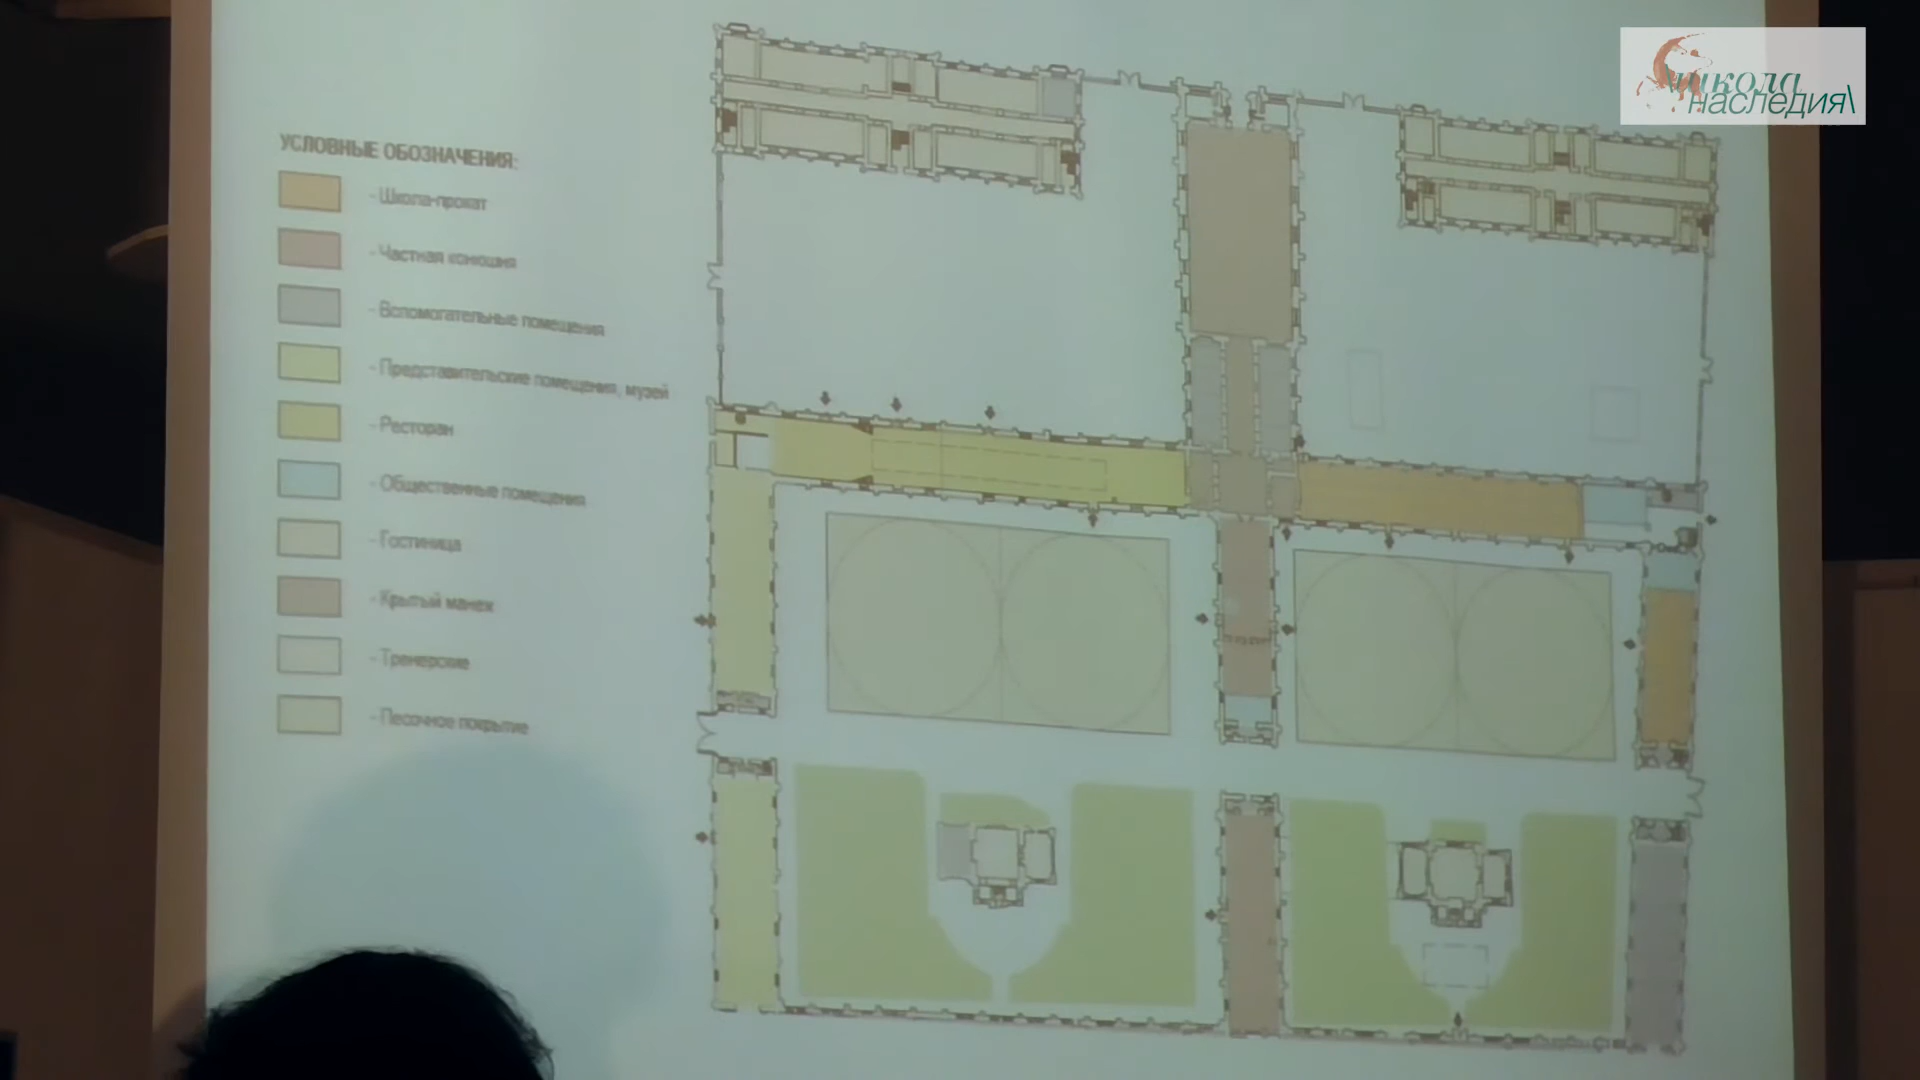 школа
наследия\
УСЛОВНЫЕ ОБОЗНАЧЕНИЯ:
- Школа-прокат
- Частная конюшня
- Вспомогательные помещения
- Представительские помещения, музей
- Ресторан
- Общественные помещения
- Гостиница
- Крытый манеж
- Тренерские
- Песочное покрытие